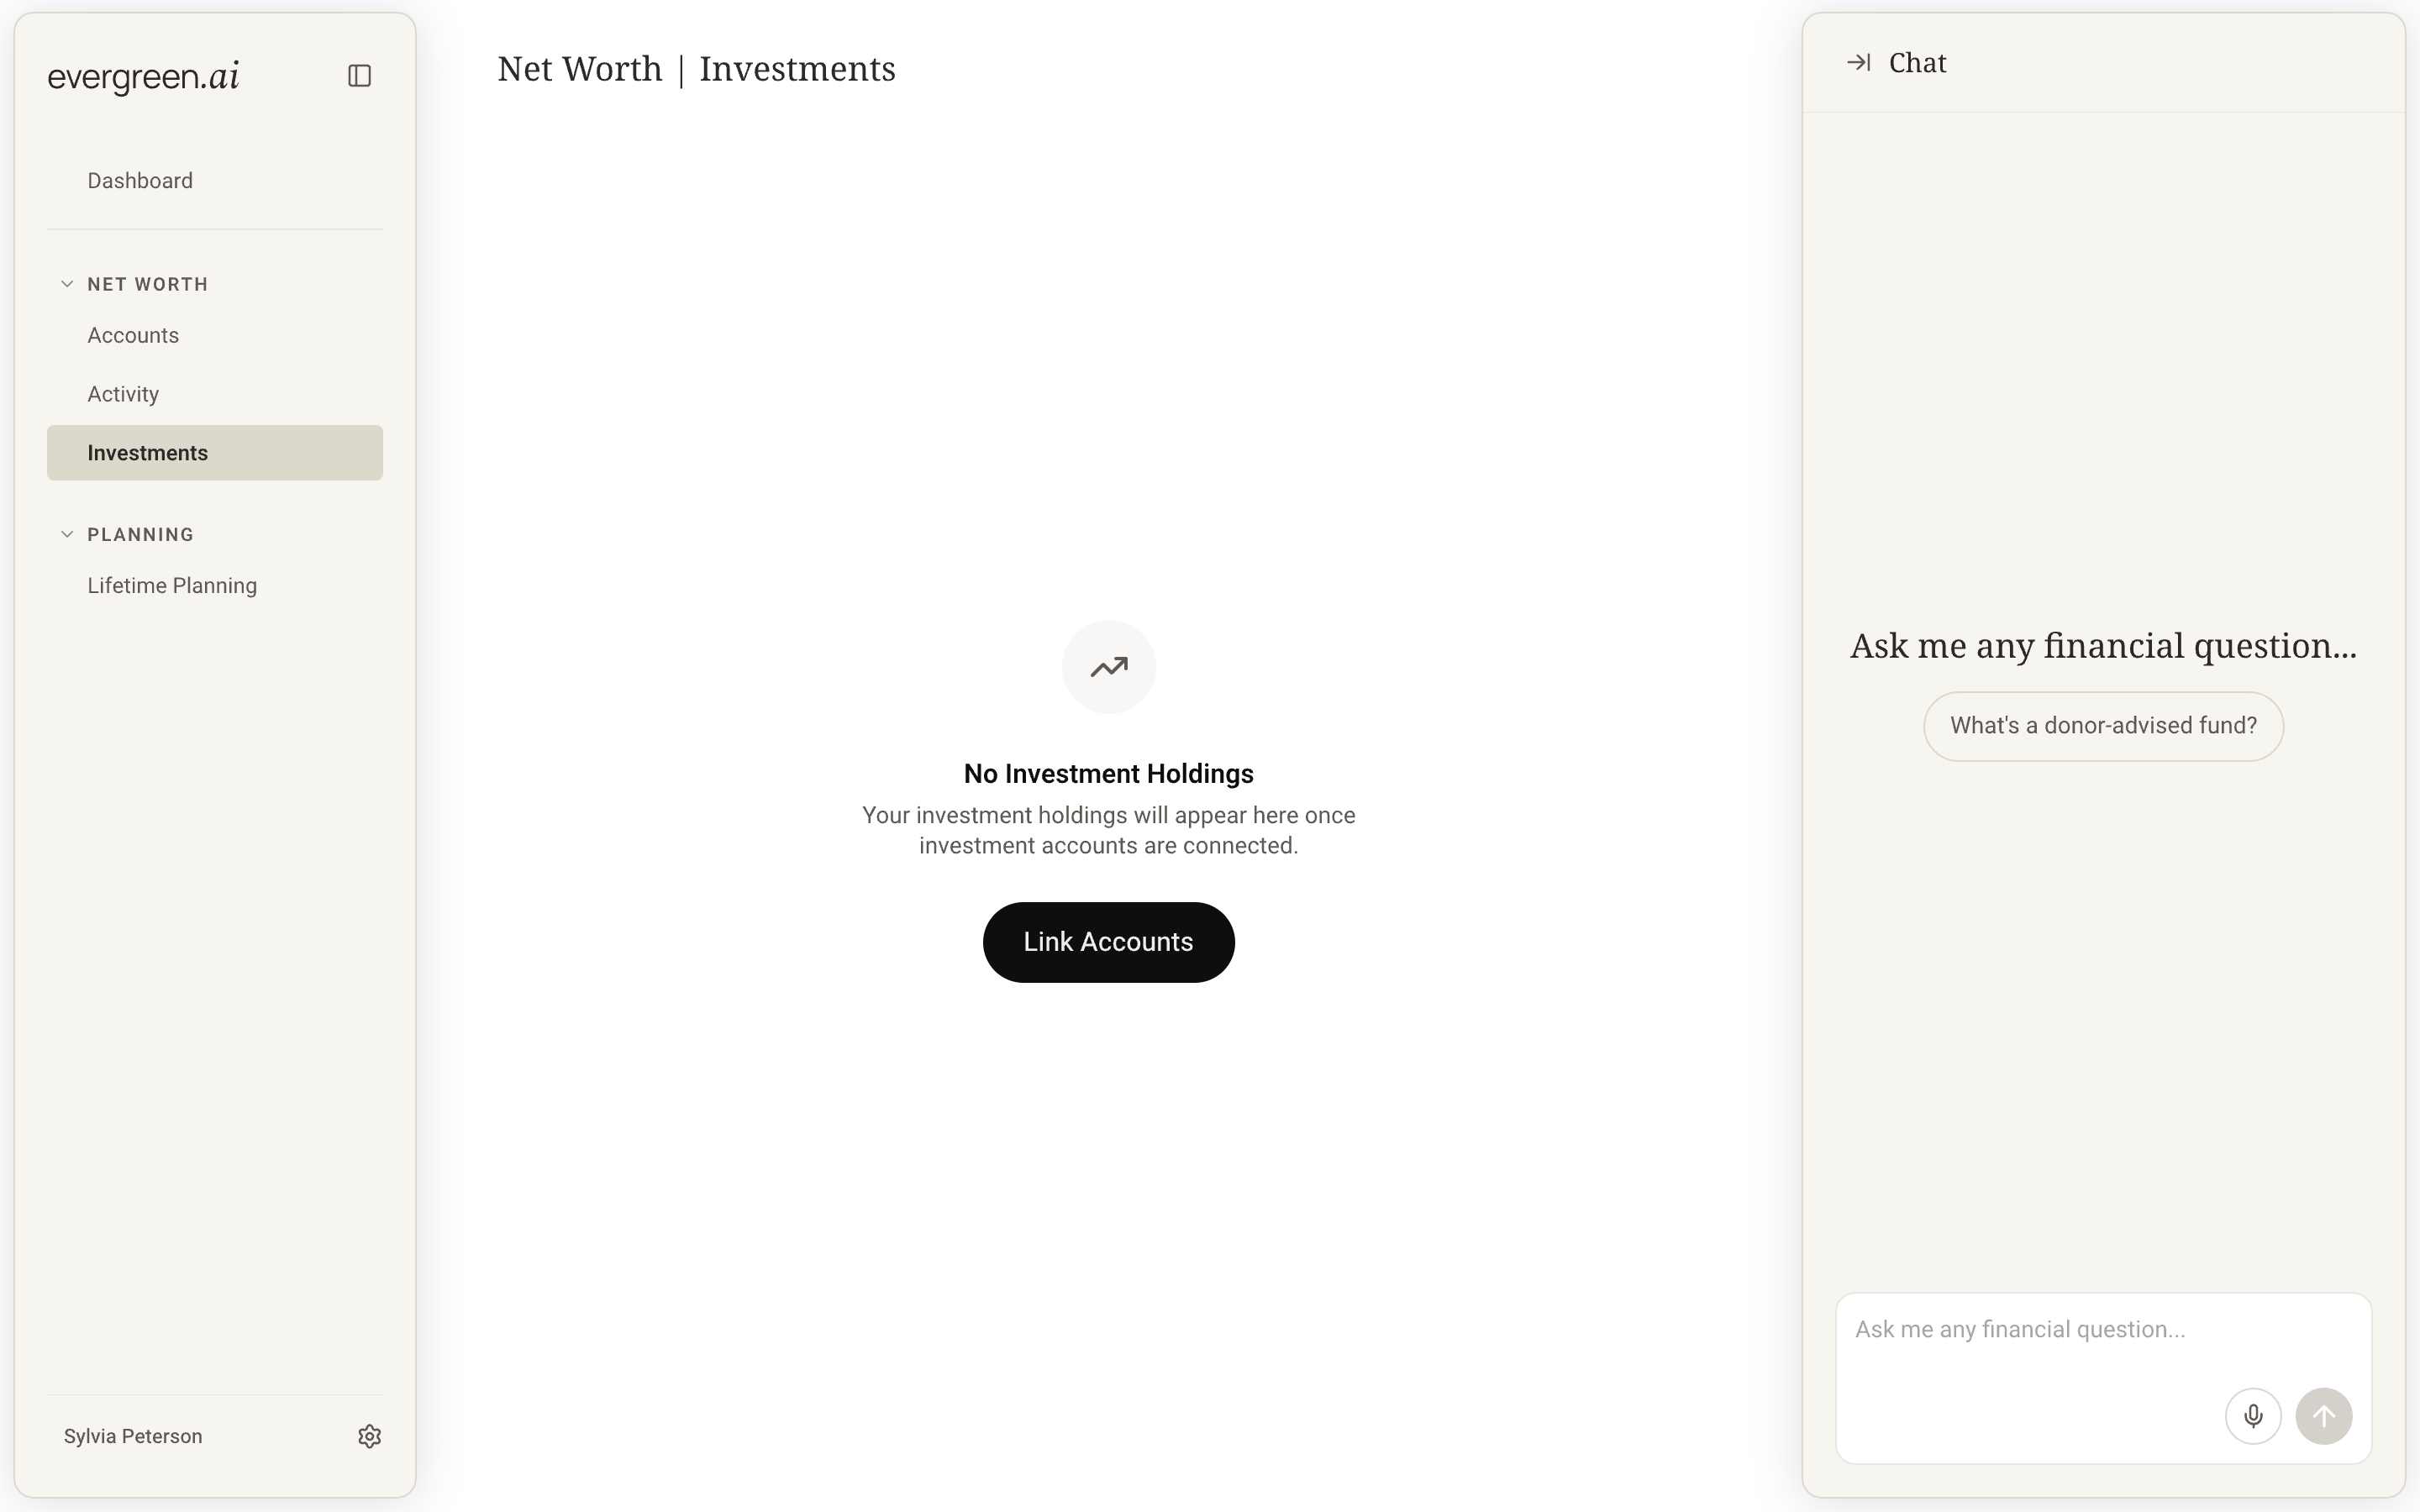 evergreen.ai
Dashboard
NET WORTH
Accounts
Activity
Investments
PLANNING
Lifetime Planning
Sylvia Peterson
Net Worth | Investments
No Investment Holdings
Your investment holdings will appear here once
investment accounts are connected.
Link Accounts
Chat
Ask me any financial question...
What's a donor-advised fund?
Ask me any financial question...